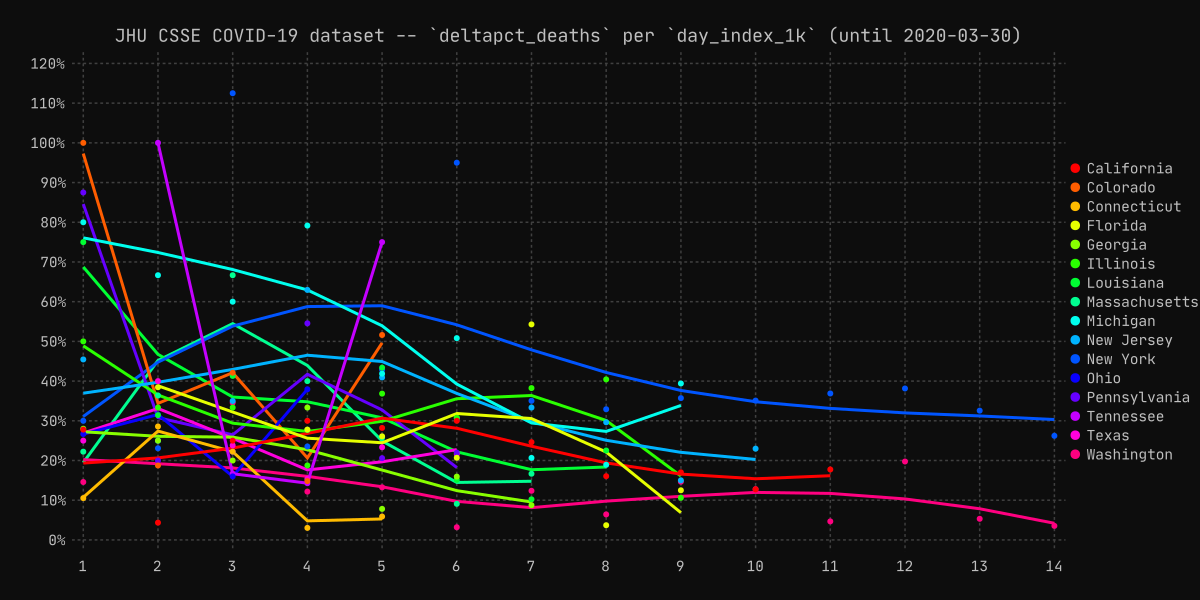 JHU CSSE COVID-19 dataset -- `deltapct_deaths` per `day_index_1k` (until 2020-03-30)
120%
110%
100%
90%
80%
70%
60%
50%
40%
30%
20%
10%
0%
1 2 3 4 5 6 7 8 9 10 11 12 13 14
California
Colorado
Connecticut
Florida
Georgia
Illinois
Louisiana
Massachusetts
Michigan
New Jersey
New York
Ohio
Pennsylvania
Tennessee
Texas
Washington